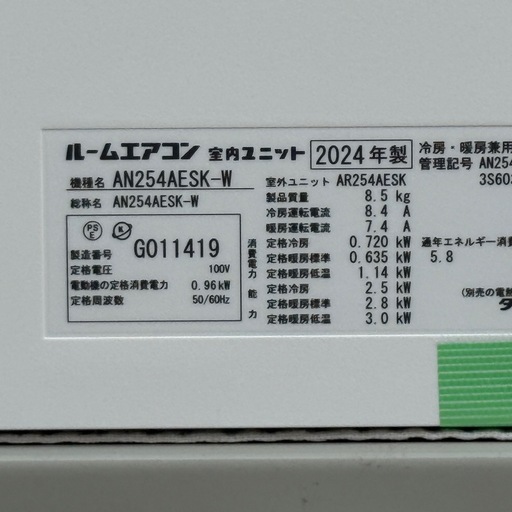 ルームエアコン 室内ユニット 2024年製 冷房・暖房兼用
管理記号 AN254
機種名 AN254AESK-W 室外ユニット AR254AESK 3S603
総称名 AN254AESK-W 製品質量 8.5 kg
冷房運転電流 8.4 A
暖房運転電流 7.4 A
PS E
製造番号 G011419
定格電圧 100V
電動機の定格消費電力 0.96kW
定格周波数 50/60Hz
消費電力
定格冷房 0.720 kW 通年エネルギー消費
定格暖房標準 0.635 kW 5.8
定格暖房低温 1.14 kW
能力
定格冷房 2.5 kW
定格暖房標準 2.8 kW (別売の電熱
定格暖房低温 3.0 kW